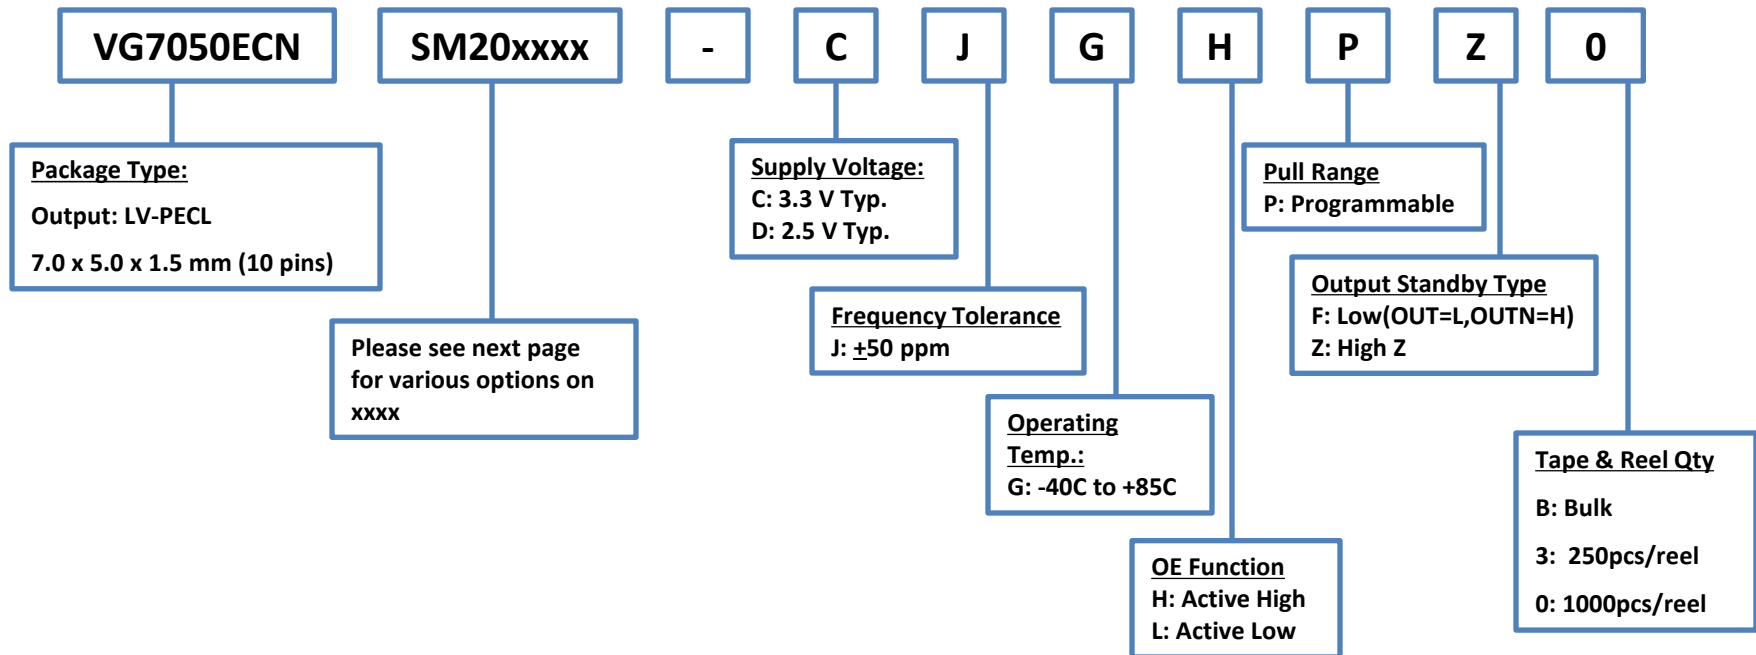 VG7050ECN SM20xxxx - C J G H P Z 0
Package Type:
Output: LV-PECL
7.0 x 5.0 x 1.5 mm (10 pins)
Please see next page
for various options on
xxxx
Supply Voltage:
C: 3.3 V Typ.
D: 2.5 V Typ.
Frequency Tolerance
J: ±50 ppm
Operating
Temp.:
G: -40C to +85C
OE Function
H: Active High
L: Active Low
Pull Range
P: Programmable
Output Standby Type
F: Low(OUT=L,OUTN=H)
Z: High Z
Tape & Reel Qty
B: Bulk
3: 250pcs/reel
0: 1000pcs/reel